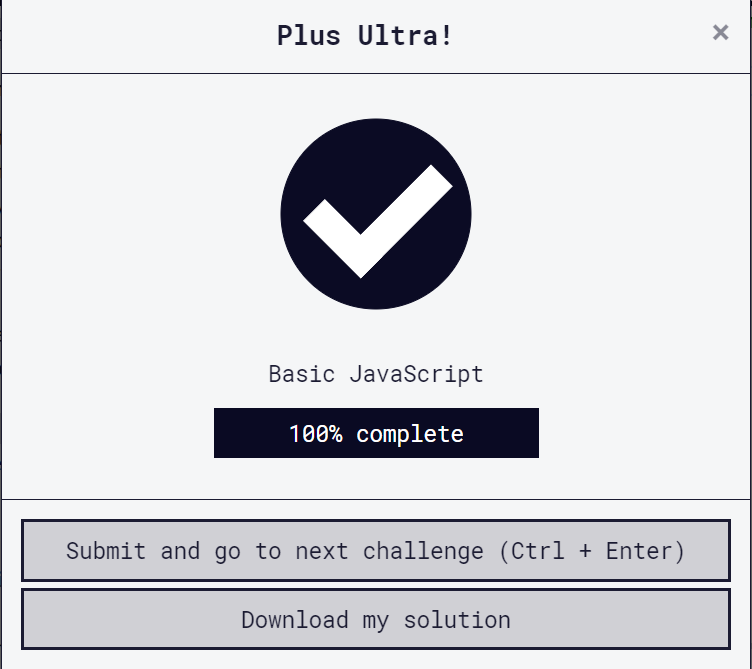 Plus Ultra!
×
Basic JavaScript
100% complete
Submit and go to next challenge (Ctrl + Enter)
Download my solution